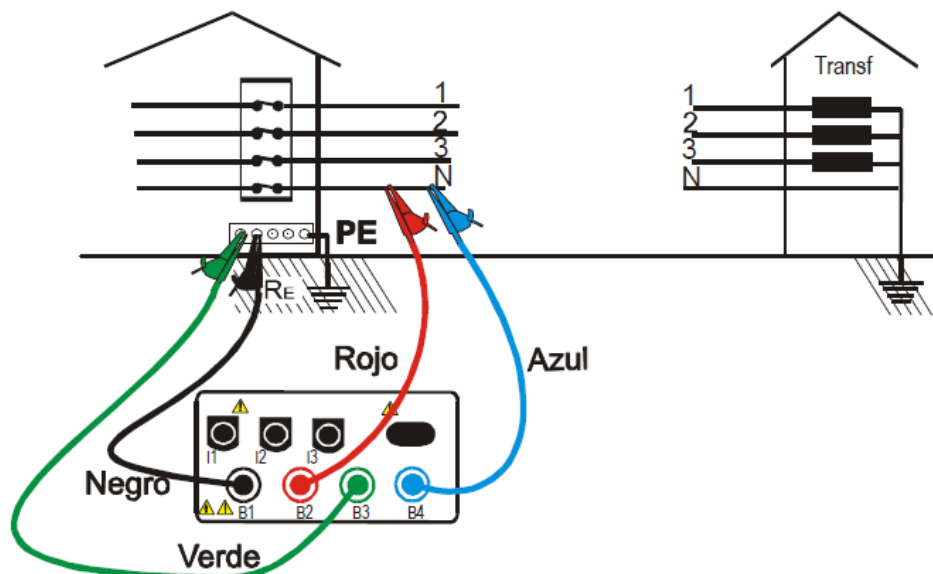 Transf
1
2
3
N
1
2
3
N
PE
RE
Rojo
Azul
I1
I2
I3
Negro
B1
B2
B3
B4
Verde